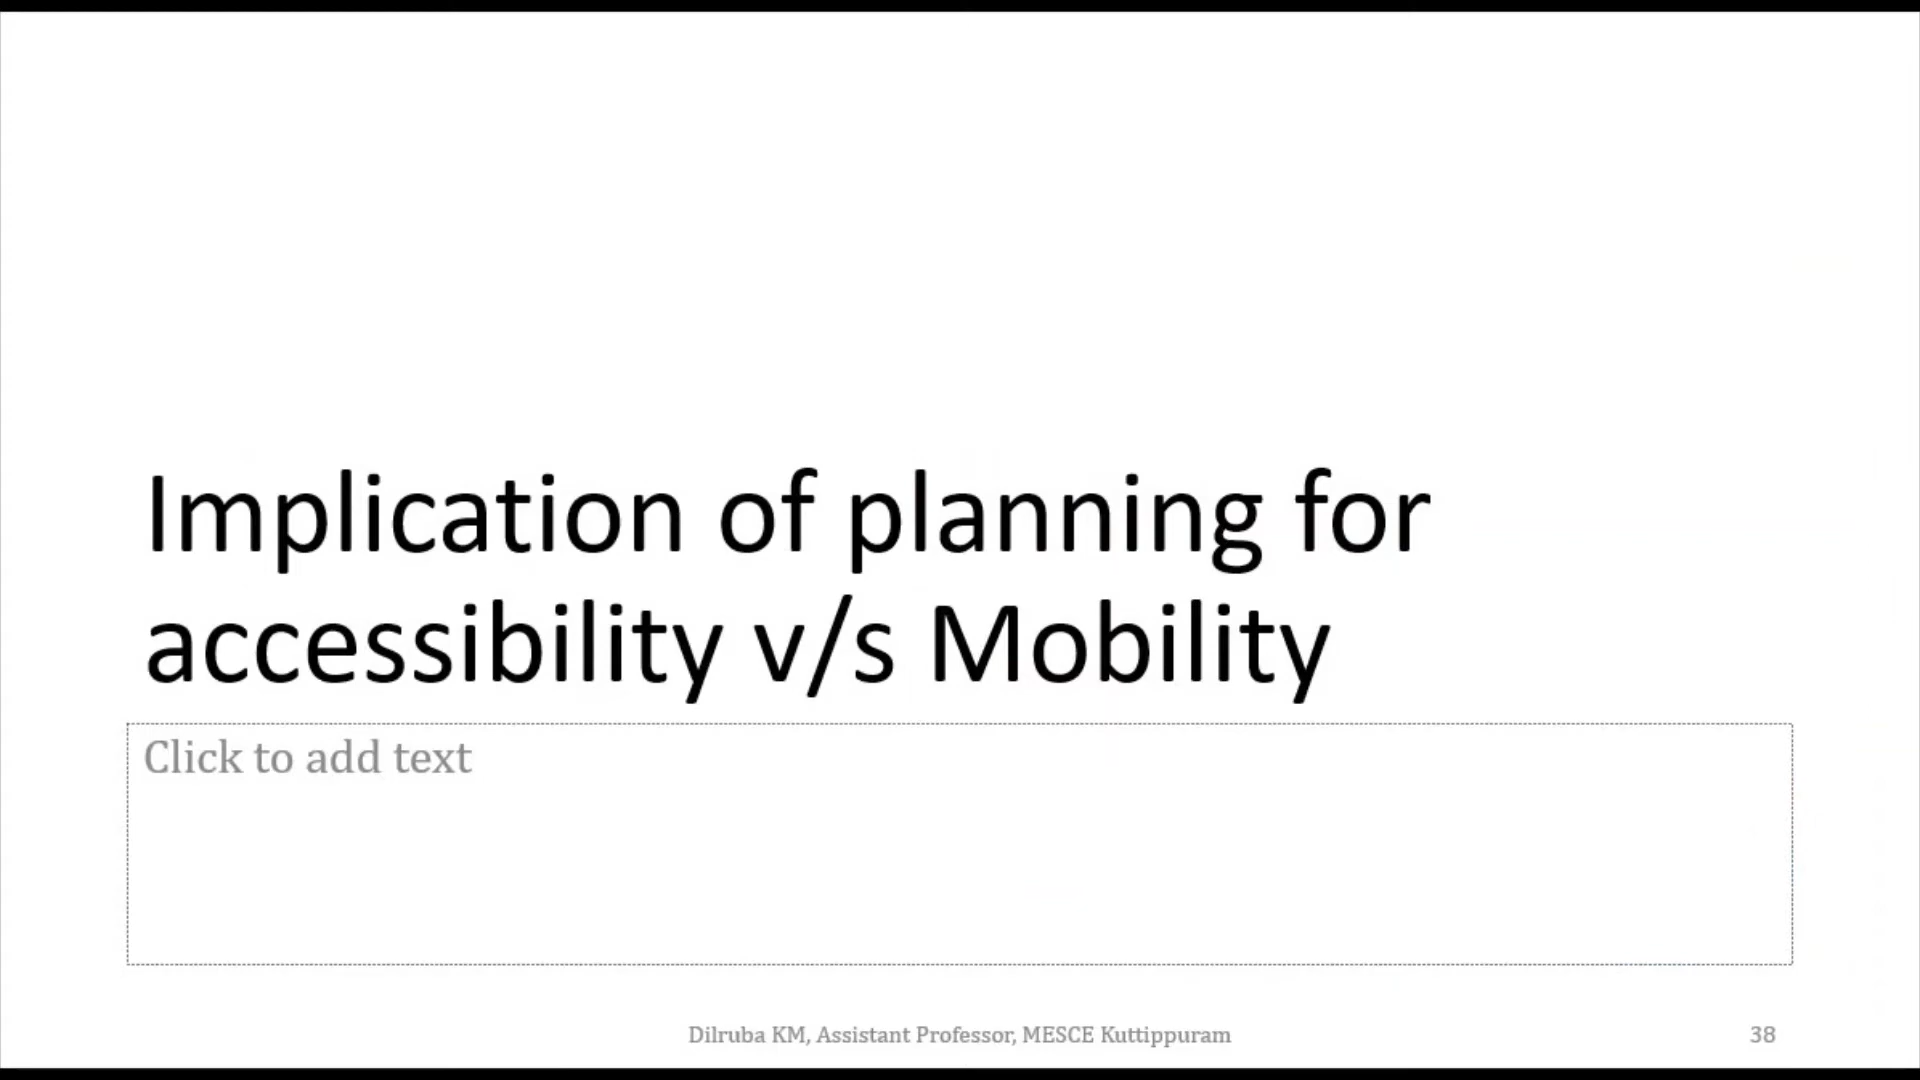 Implication of planning for
accessibility v/s Mobility
Click to add text
Dilruba KM, Assistant Professor, MESCE Kuttippuram
38